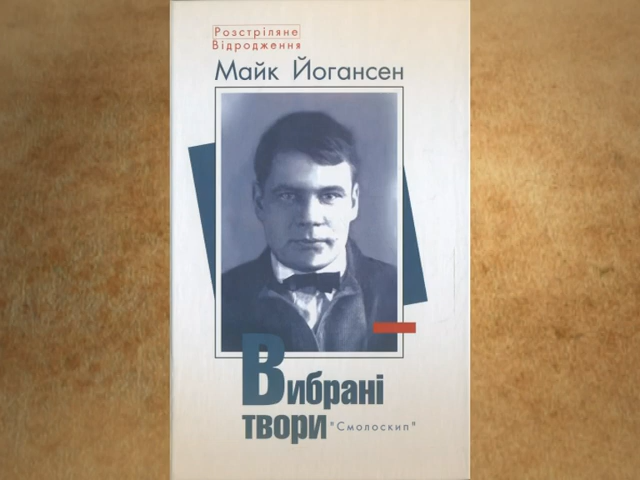 Розстріляне
Відродження
Майк Йогансен
Вибрані
твори "Смолоскип"